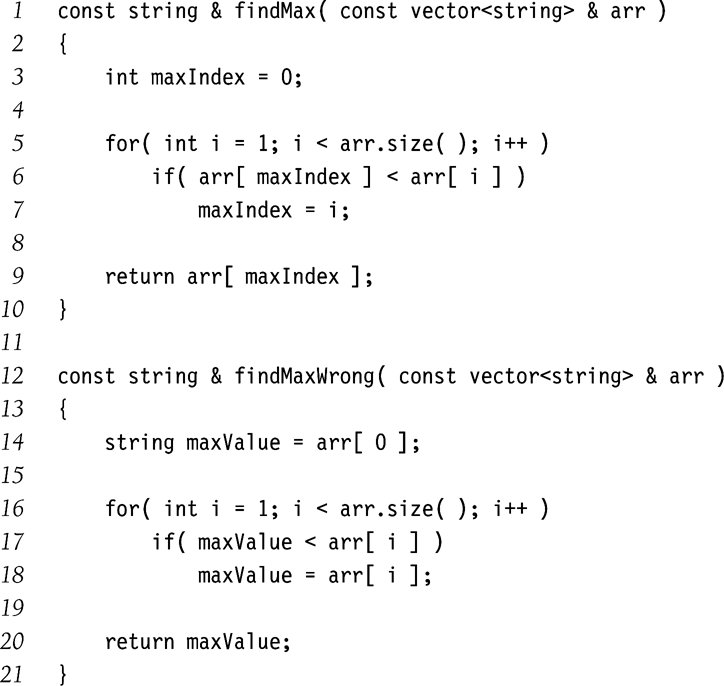 1 const string & findMax( const vector<string> & arr )
2 {
3     int maxIndex = 0;
4
5     for( int i = 1; i < arr.size( ); i++ )
6         if( arr[ maxIndex ] < arr[ i ] )
7             maxIndex = i;
8
9     return arr[ maxIndex ];
10 }
11
12 const string & findMaxWrong( const vector<string> & arr )
13 {
14     string maxValue = arr[ 0 ];
15
16     for( int i = 1; i < arr.size( ); i++ )
17         if( maxValue < arr[ i ] )
18             maxValue = arr[ i ];
19
20     return maxValue;
21 }